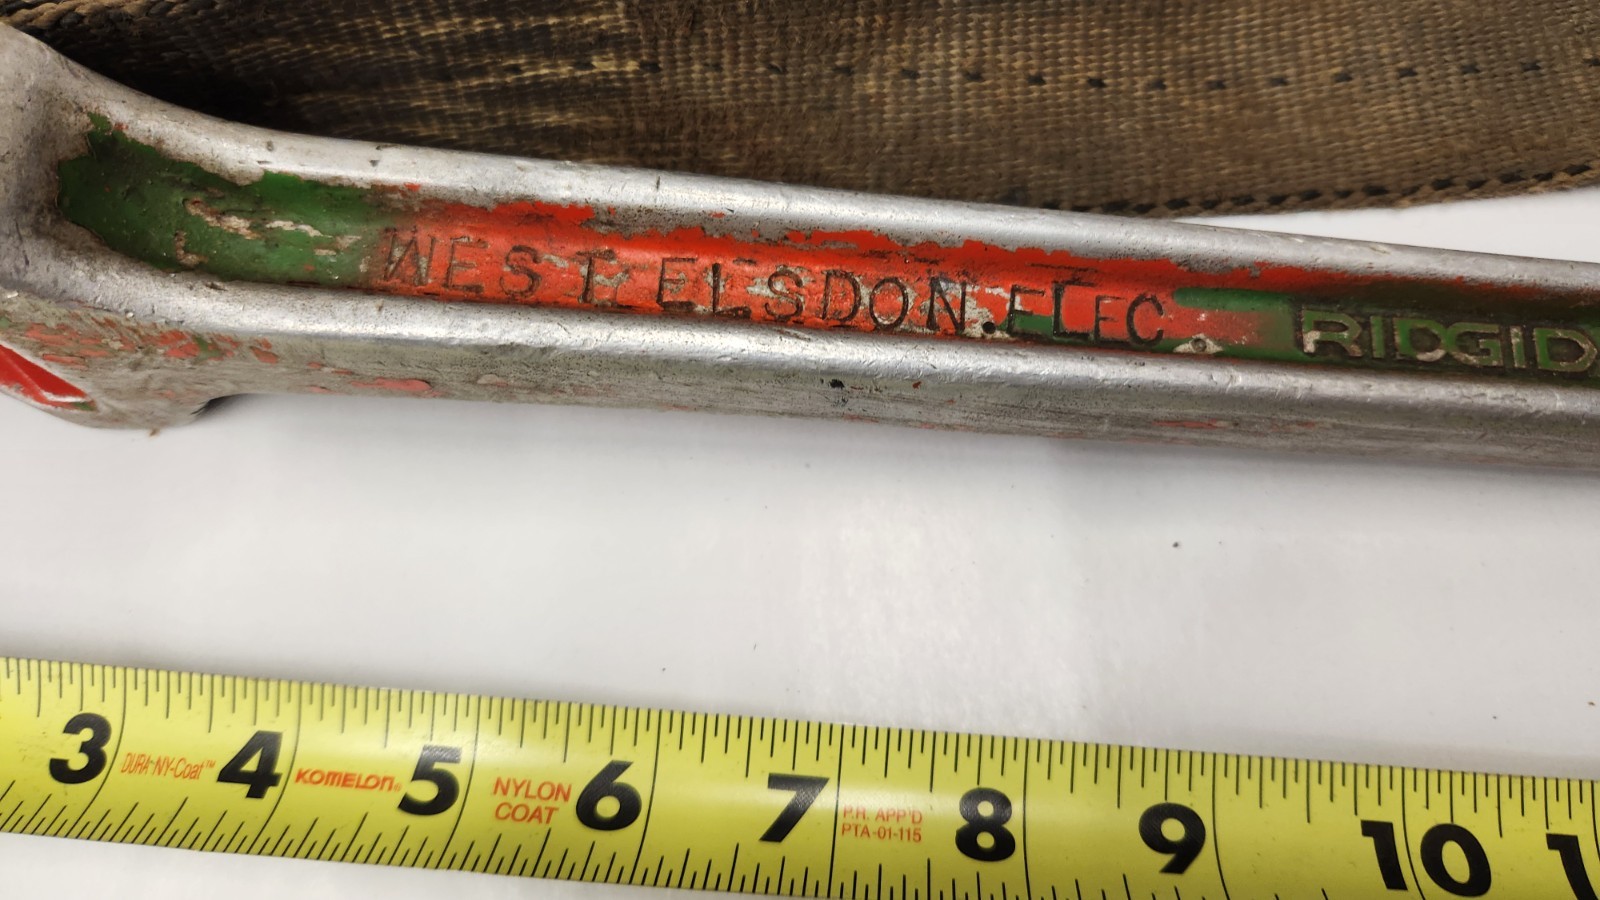 WEST ELSDON. ELEC.
RIDGID
3 DURA-NY-Coat™ 4 KOMELON® 5 NYLON COAT 6 7 P.R. APP'D PTA-01-115 8 9 10